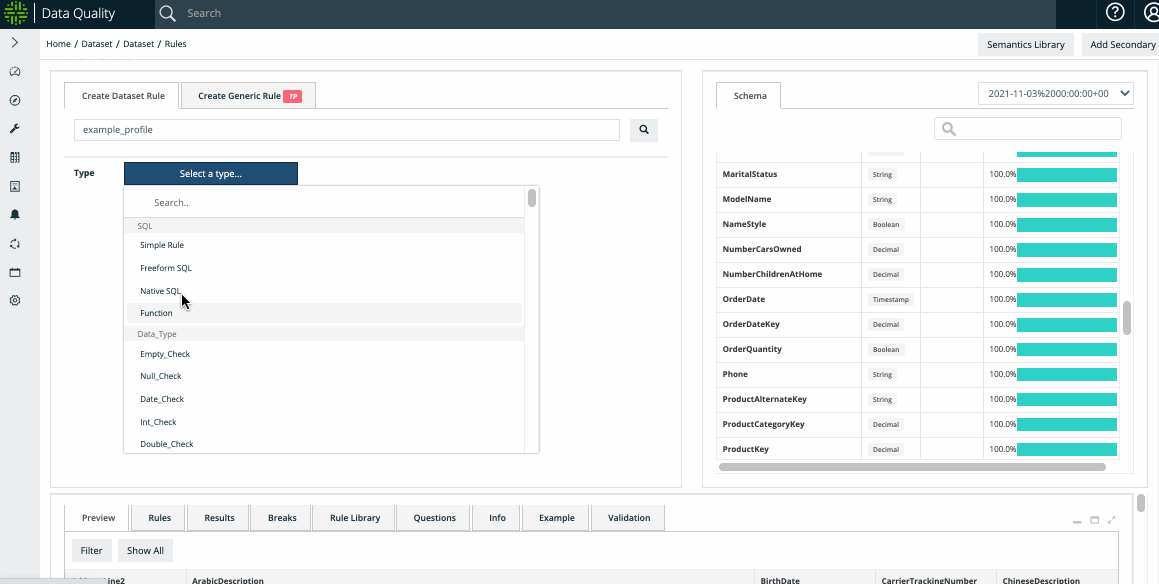 Data Quality
Search
Home / Dataset / Dataset / Rules
Semantics Library
Add Secondary
Create Dataset Rule
Create Generic Rule TP
example_profile
Type
Select a type...
Search..
SQL
Simple Rule
Freeform SQL
Native SQL
Function
Data_Type
Empty_Check
Null_Check
Date_Check
Int_Check
Double_Check
Schema
2021-11-03%2000:00:00+00
MaritalStatus String 100.0%
ModelName String 100.0%
NameStyle Boolean 100.0%
NumberCarsOwned Decimal 100.0%
NumberChildrenAtHome Decimal 100.0%
OrderDate Timestamp 100.0%
OrderDateKey Decimal 100.0%
OrderQuantity Boolean 100.0%
Phone String 100.0%
ProductAlternateKey String 100.0%
ProductCategoryKey Decimal 100.0%
ProductKey Decimal 100.0%
Preview Rules Results Breaks Rule Library Questions Info Example Validation
Filter Show All
ArabicDescription BirthDate CarrierTrackingNumber ChineseDescription